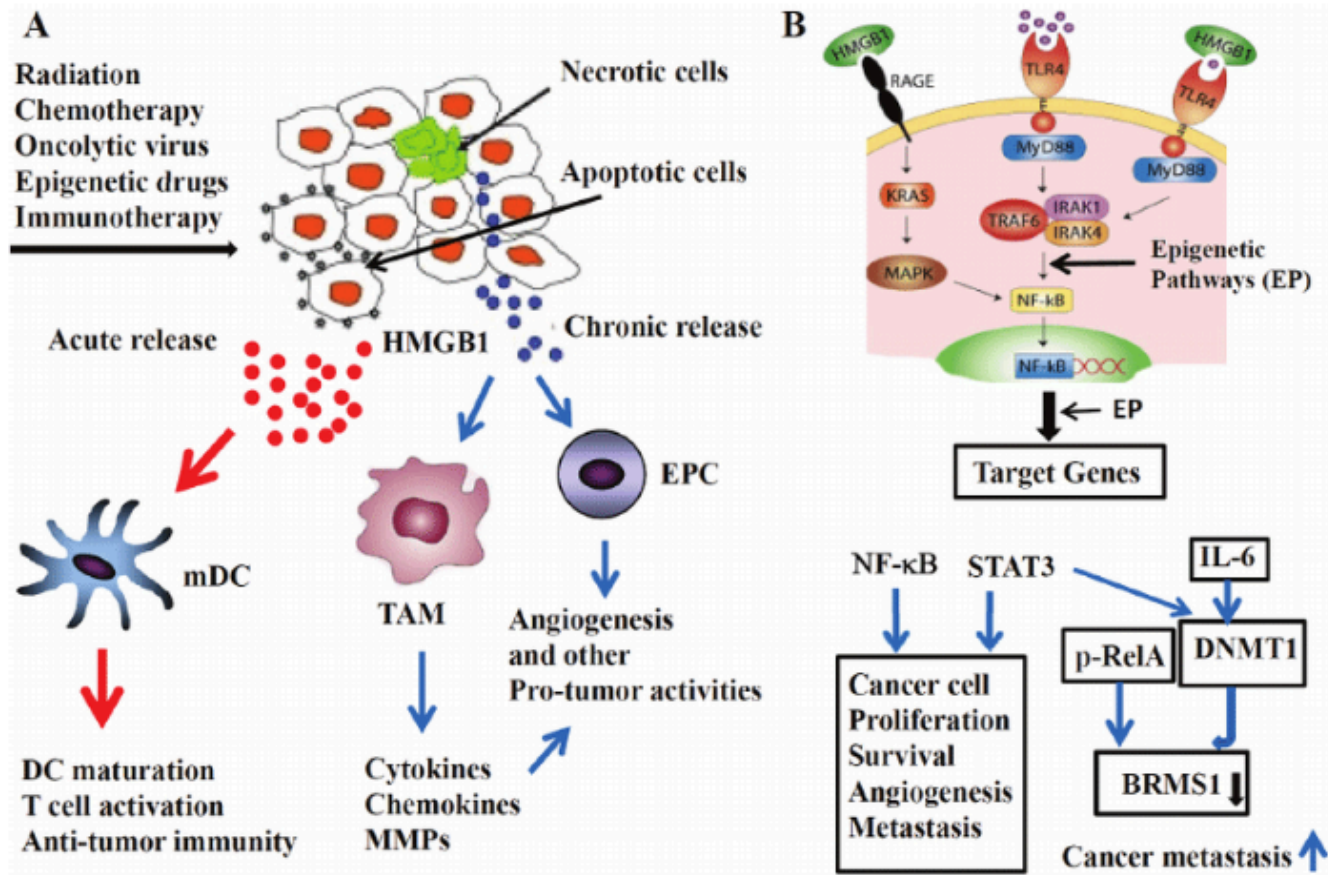 A
Radiation
Chemotherapy
Oncolytic virus
Epigenetic drugs
Immunotherapy
Necrotic cells
Apoptotic cells
Acute release
HMGB1
Chronic release
mDC
TAM
EPC
DC maturation
T cell activation
Anti-tumor immunity
Cytokines
Chemokines
MMPs
Angiogenesis
and other
Pro-tumor activities
B
HMGB1
RAGE
TLR4
HMGB1
TLR4
MyD88
MyD88
KRAS
TRAF6
IRAK1
IRAK4
MAPK
Epigenetic
Pathways (EP)
NF-kB
NF-kB
EP
Target Genes
NF-κB
STAT3
IL-6
p-RelA
DNMT1
Cancer cell
Proliferation
Survival
Angiogenesis
Metastasis
BRMS1
Cancer metastasis